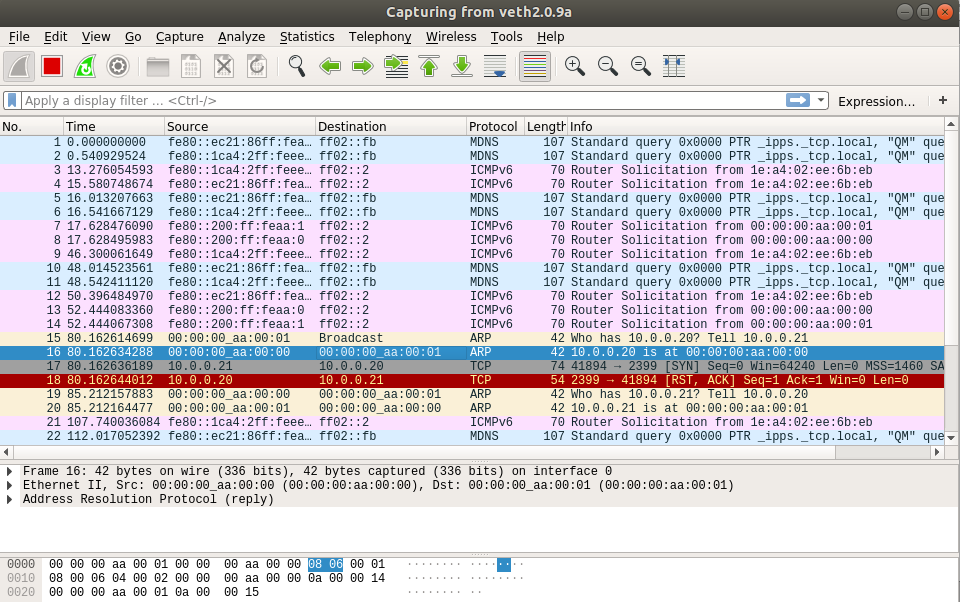 Capturing from veth2.0.9a
File Edit View Go Capture Analyze Statistics Telephony Wireless Tools Help
Apply a display filter … <Ctrl-/> Expression… +
No. Time Source Destination Protocol Length Info
1 0.000000000 fe80::ec21:86ff:fea… ff02::fb MDNS 107 Standard query 0x0000 PTR _ipps._tcp.local, "QM" que
2 0.540929524 fe80::1ca4:2ff:feee… ff02::fb MDNS 107 Standard query 0x0000 PTR _ipps._tcp.local, "QM" que
3 13.276054593 fe80::1ca4:2ff:feee… ff02::2 ICMPv6 70 Router Solicitation from 1e:a4:02:ee:6b:eb
4 15.580748674 fe80::ec21:86ff:fea… ff02::2 ICMPv6 70 Router Solicitation from 1e:a4:02:ee:6b:eb
5 16.013207663 fe80::ec21:86ff:fea… ff02::fb MDNS 107 Standard query 0x0000 PTR _ipps._tcp.local, "QM" que
6 16.541667129 fe80::1ca4:2ff:feee… ff02::fb MDNS 107 Standard query 0x0000 PTR _ipps._tcp.local, "QM" que
7 17.628476090 fe80::200:ff:feaa:1 ff02::2 ICMPv6 70 Router Solicitation from 00:00:00:aa:00:01
8 17.628495983 fe80::200:ff:feaa:0 ff02::2 ICMPv6 70 Router Solicitation from 00:00:00:aa:00:00
9 46.300061649 fe80::1ca4:2ff:feee… ff02::2 ICMPv6 70 Router Solicitation from 1e:a4:02:ee:6b:eb
10 48.014523561 fe80::ec21:86ff:fea… ff02::fb MDNS 107 Standard query 0x0000 PTR _ipps._tcp.local, "QM" que
11 48.542411120 fe80::1ca4:2ff:feee… ff02::fb MDNS 107 Standard query 0x0000 PTR _ipps._tcp.local, "QM" que
12 50.396484970 fe80::ec21:86ff:fea… ff02::2 ICMPv6 70 Router Solicitation from 1e:a4:02:ee:6b:eb
13 52.444083360 fe80::200:ff:feaa:0 ff02::2 ICMPv6 70 Router Solicitation from 00:00:00:aa:00:00
14 52.444067308 fe80::200:ff:feaa:1 ff02::2 ICMPv6 70 Router Solicitation from 00:00:00:aa:00:01
15 80.162614699 00:00:00_aa:00:01 Broadcast ARP 42 Who has 10.0.0.20? Tell 10.0.0.21
16 80.162634288 00:00:00_aa:00:00 00:00:00_aa:00:01 ARP 42 10.0.0.20 is at 00:00:00:aa:00:00
17 80.162636189 10.0.0.21 10.0.0.20 TCP 74 41894 → 2399 [SYN] Seq=0 Win=64240 Len=0 MSS=1460 SA
18 80.162644012 10.0.0.20 10.0.0.21 TCP 54 2399 → 41894 [RST, ACK] Seq=1 Ack=1 Win=0 Len=0
19 85.212157883 00:00:00_aa:00:00 00:00:00_aa:00:01 ARP 42 Who has 10.0.0.21? Tell 10.0.0.20
20 85.212164477 00:00:00_aa:00:01 00:00:00_aa:00:00 ARP 42 10.0.0.21 is at 00:00:00:aa:00:01
21 107.740036084 fe80::1ca4:2ff:feee… ff02::2 ICMPv6 70 Router Solicitation from 1e:a4:02:ee:6b:eb
22 112.017052392 fe80::ec21:86ff:fea… ff02::fb MDNS 107 Standard query 0x0000 PTR _ipps._tcp.local, "QM" que
Frame 16: 42 bytes on wire (336 bits), 42 bytes captured (336 bits) on interface 0
Ethernet II, Src: 00:00:00_aa:00:00 (00:00:00:aa:00:00), Dst: 00:00:00_aa:00:01 (00:00:00:aa:00:01)
Address Resolution Protocol (reply)
0000 00 00 00 aa 00 01 00 00 00 aa 00 00 08 06 00 01 ········ ········
0010 08 00 06 04 00 02 00 00 00 aa 00 00 0a 00 00 14 ········ ········
0020 00 00 00 aa 00 01 0a 00 00 15 ········ ··